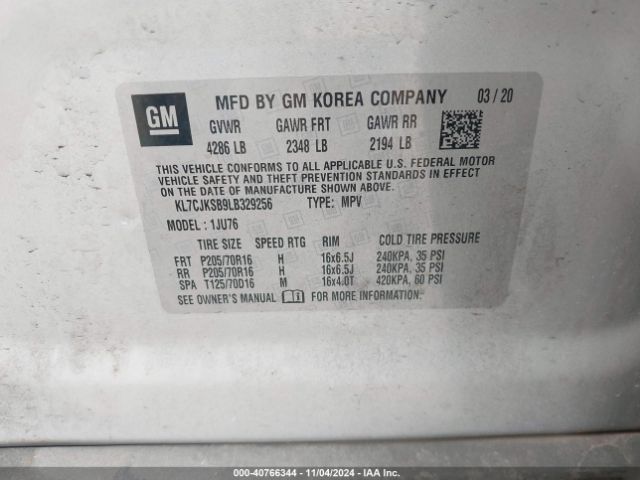 GM MFD BY GM KOREA COMPANY 03/20
GVWR GAWR FRT GAWR RR
4286 LB 2348 LB 2194 LB
THIS VEHICLE CONFORMS TO ALL APPLICABLE U.S. FEDERAL MOTOR
VEHICLE SAFETY AND THEFT PREVENTION STANDARDS IN EFFECT
ON THE DATE OF MANUFACTURE SHOWN ABOVE.
KL7CJKSB9LB329256 TYPE: MPV
MODEL : 1JU76
TIRE SIZE SPEED RTG RIM COLD TIRE PRESSURE
FRT P205/70R16 H 16x6.5J 240KPA, 35 PSI
RR P205/70R16 H 16x6.5J 240KPA, 35 PSI
SPA T125/70D16 M 16x4.0T 420KPA, 60 PSI
SEE OWNER'S MANUAL FOR MORE INFORMATION.
000-40766344 - 11/04/2024 - IAA Inc.